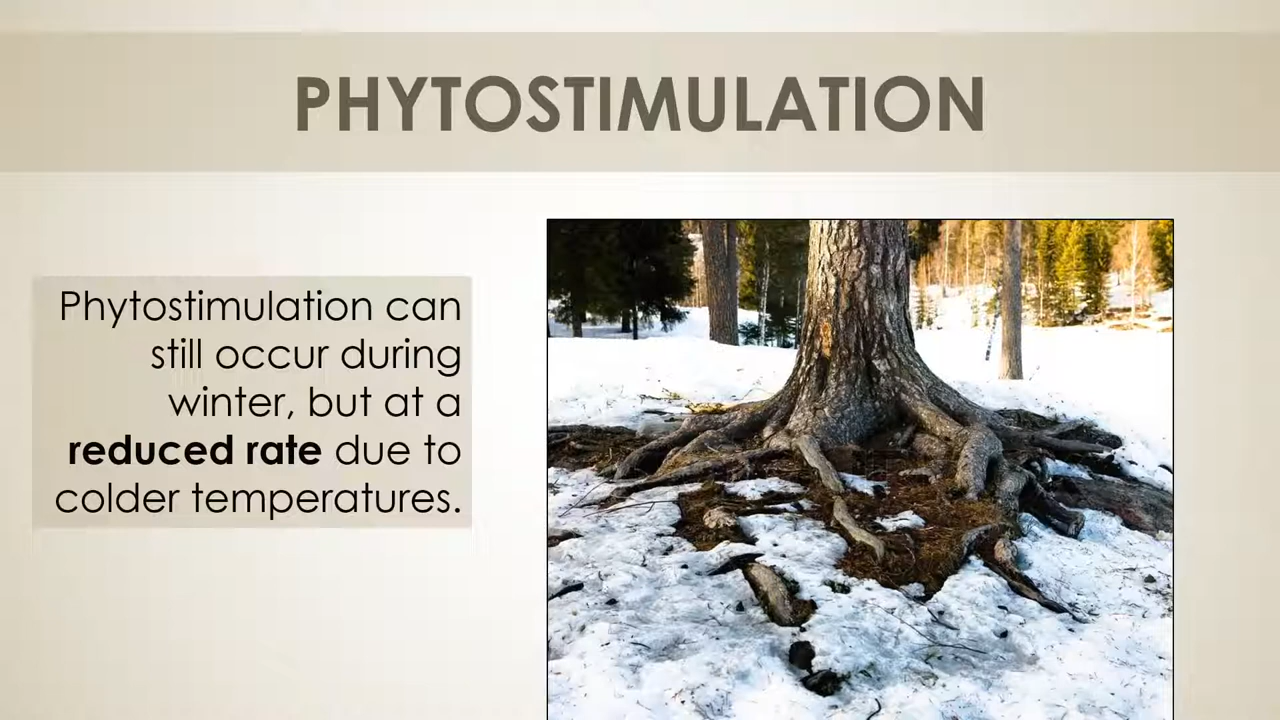 PHYTOSTIMULATION
Phytostimulation can
still occur during
winter, but at a
reduced rate due to
colder temperatures.